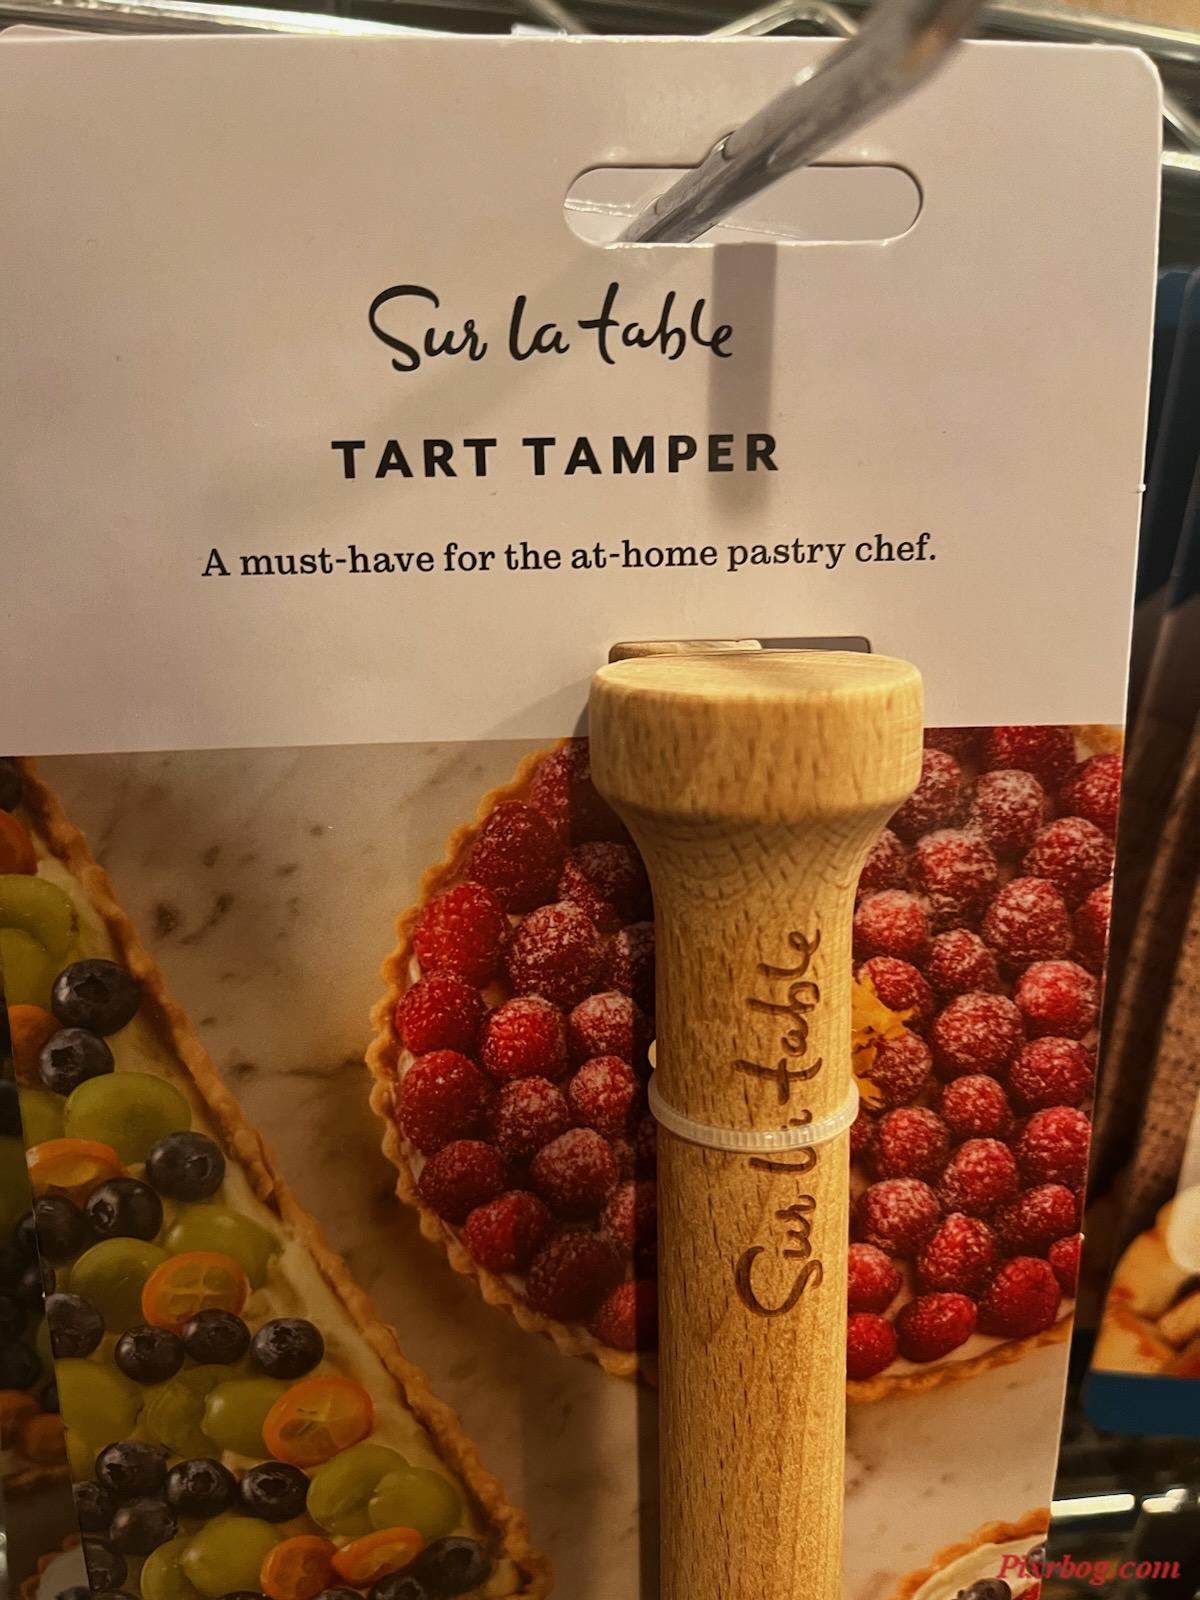 Sur la table
TART TAMPER
A must-have for the at-home pastry chef.
Sur la table
Pixrbog.com